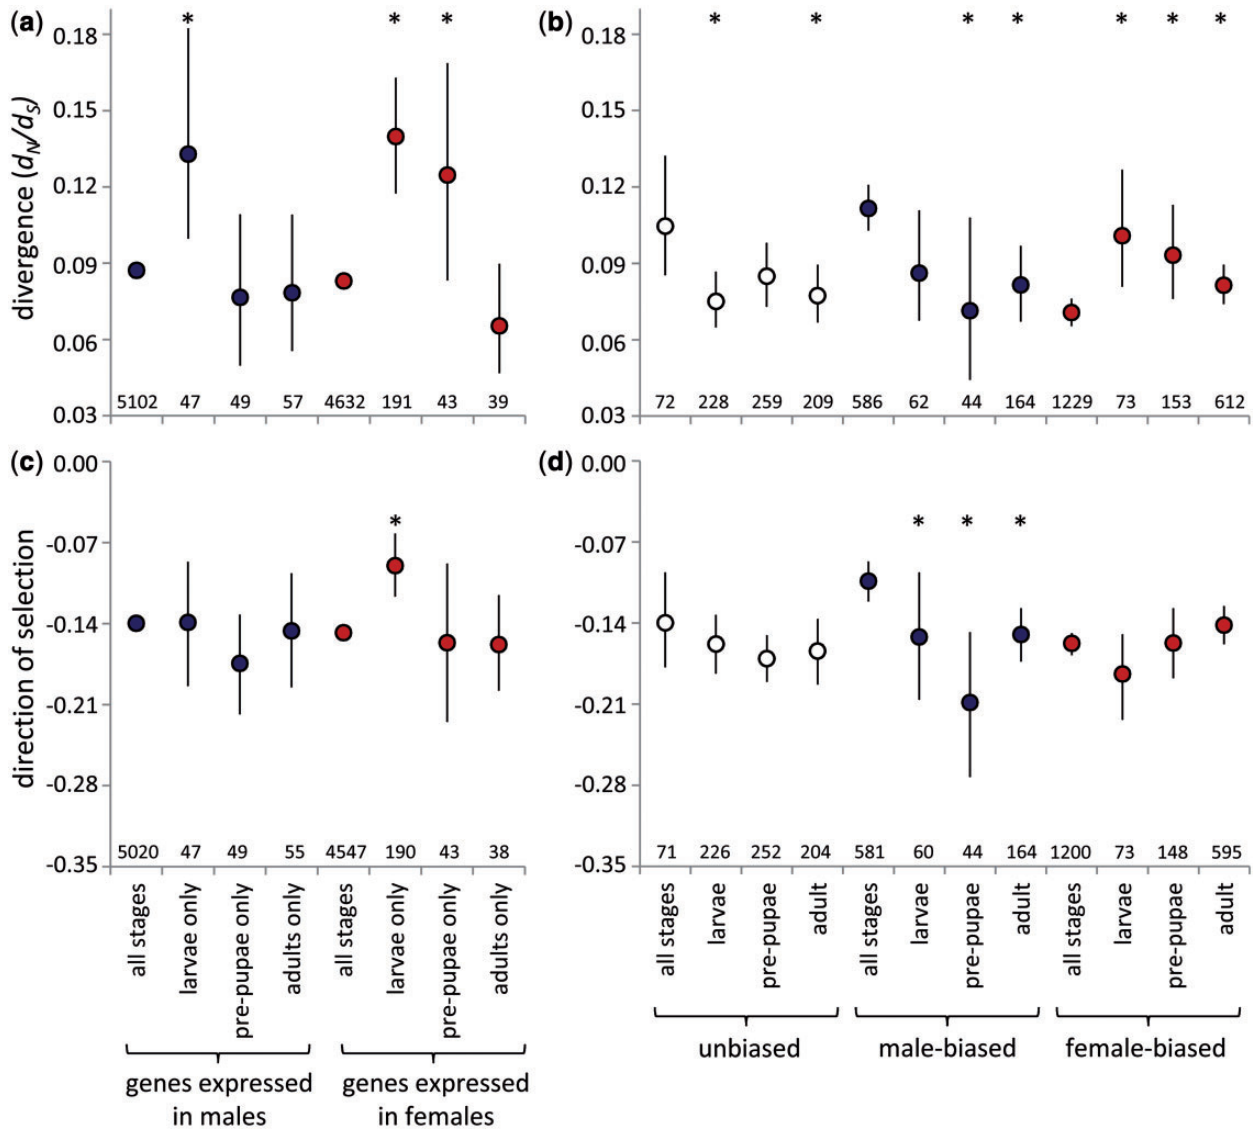 (a)
divergence (dN/dS)
0.18
0.15
0.12
0.09
0.06
0.03
* * *
5102 47 49 57 4632 191 43 39
(b)
0.18
0.15
0.12
0.09
0.06
0.03
* * * * * * *
72 228 259 209 586 62 44 164 1229 73 153 612
(c)
direction of selection
0.00
-0.07
-0.14
-0.21
-0.28
-0.35
*
5020 47 49 55 4547 190 43 38
all stages
larvae only
pre-pupae only
adults only
all stages
larvae only
pre-pupae only
adults only
genes expressed
in males
genes expressed
in females
(d)
0.00
-0.07
-0.14
-0.21
-0.28
-0.35
* * *
71 226 252 204 581 60 44 164 1200 73 148 595
all stages
larvae
pre-pupae
adult
all stages
larvae
pre-pupae
adult
all stages
larvae
pre-pupae
adult
unbiased
male-biased
female-biased